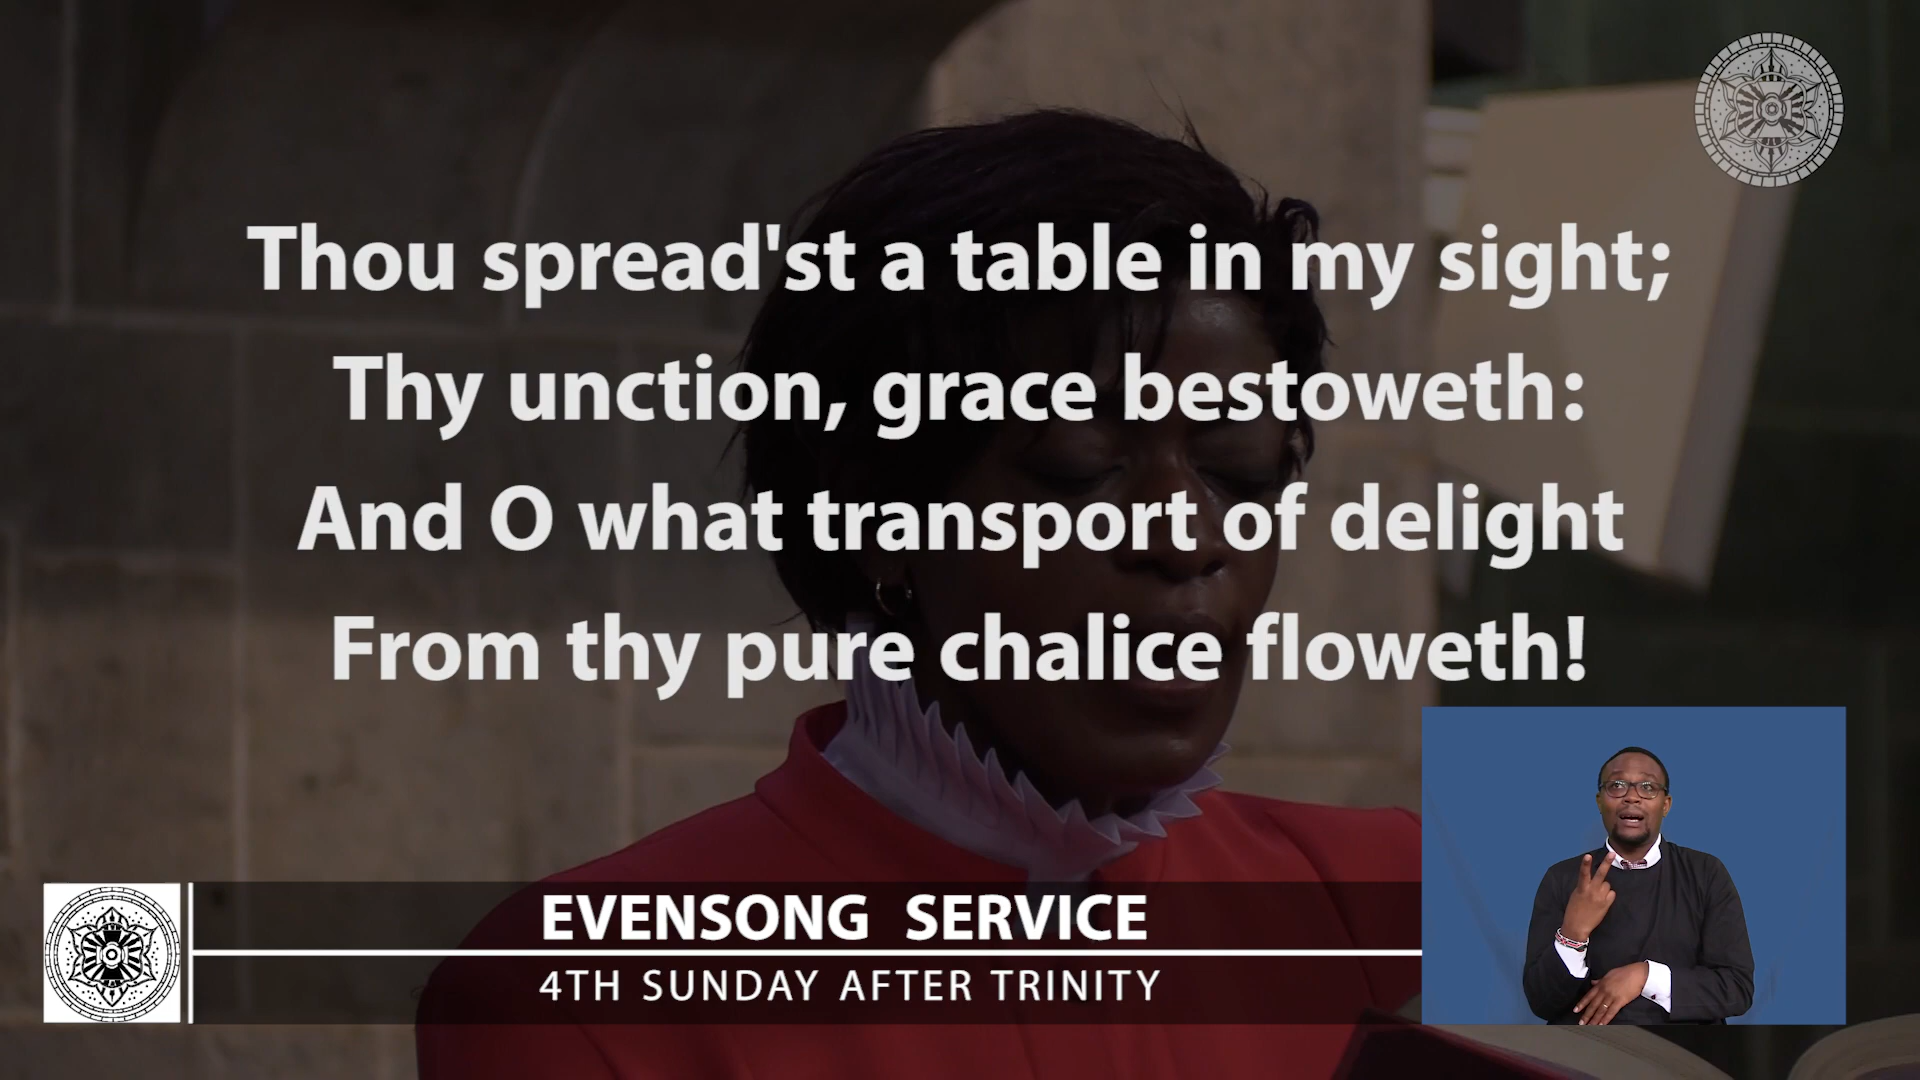 Thou spread'st a table in my sight;
Thy unction, grace bestoweth:
And O what transport of delight
From thy pure chalice floweth!
EVENSONG SERVICE
4TH SUNDAY AFTER TRINITY